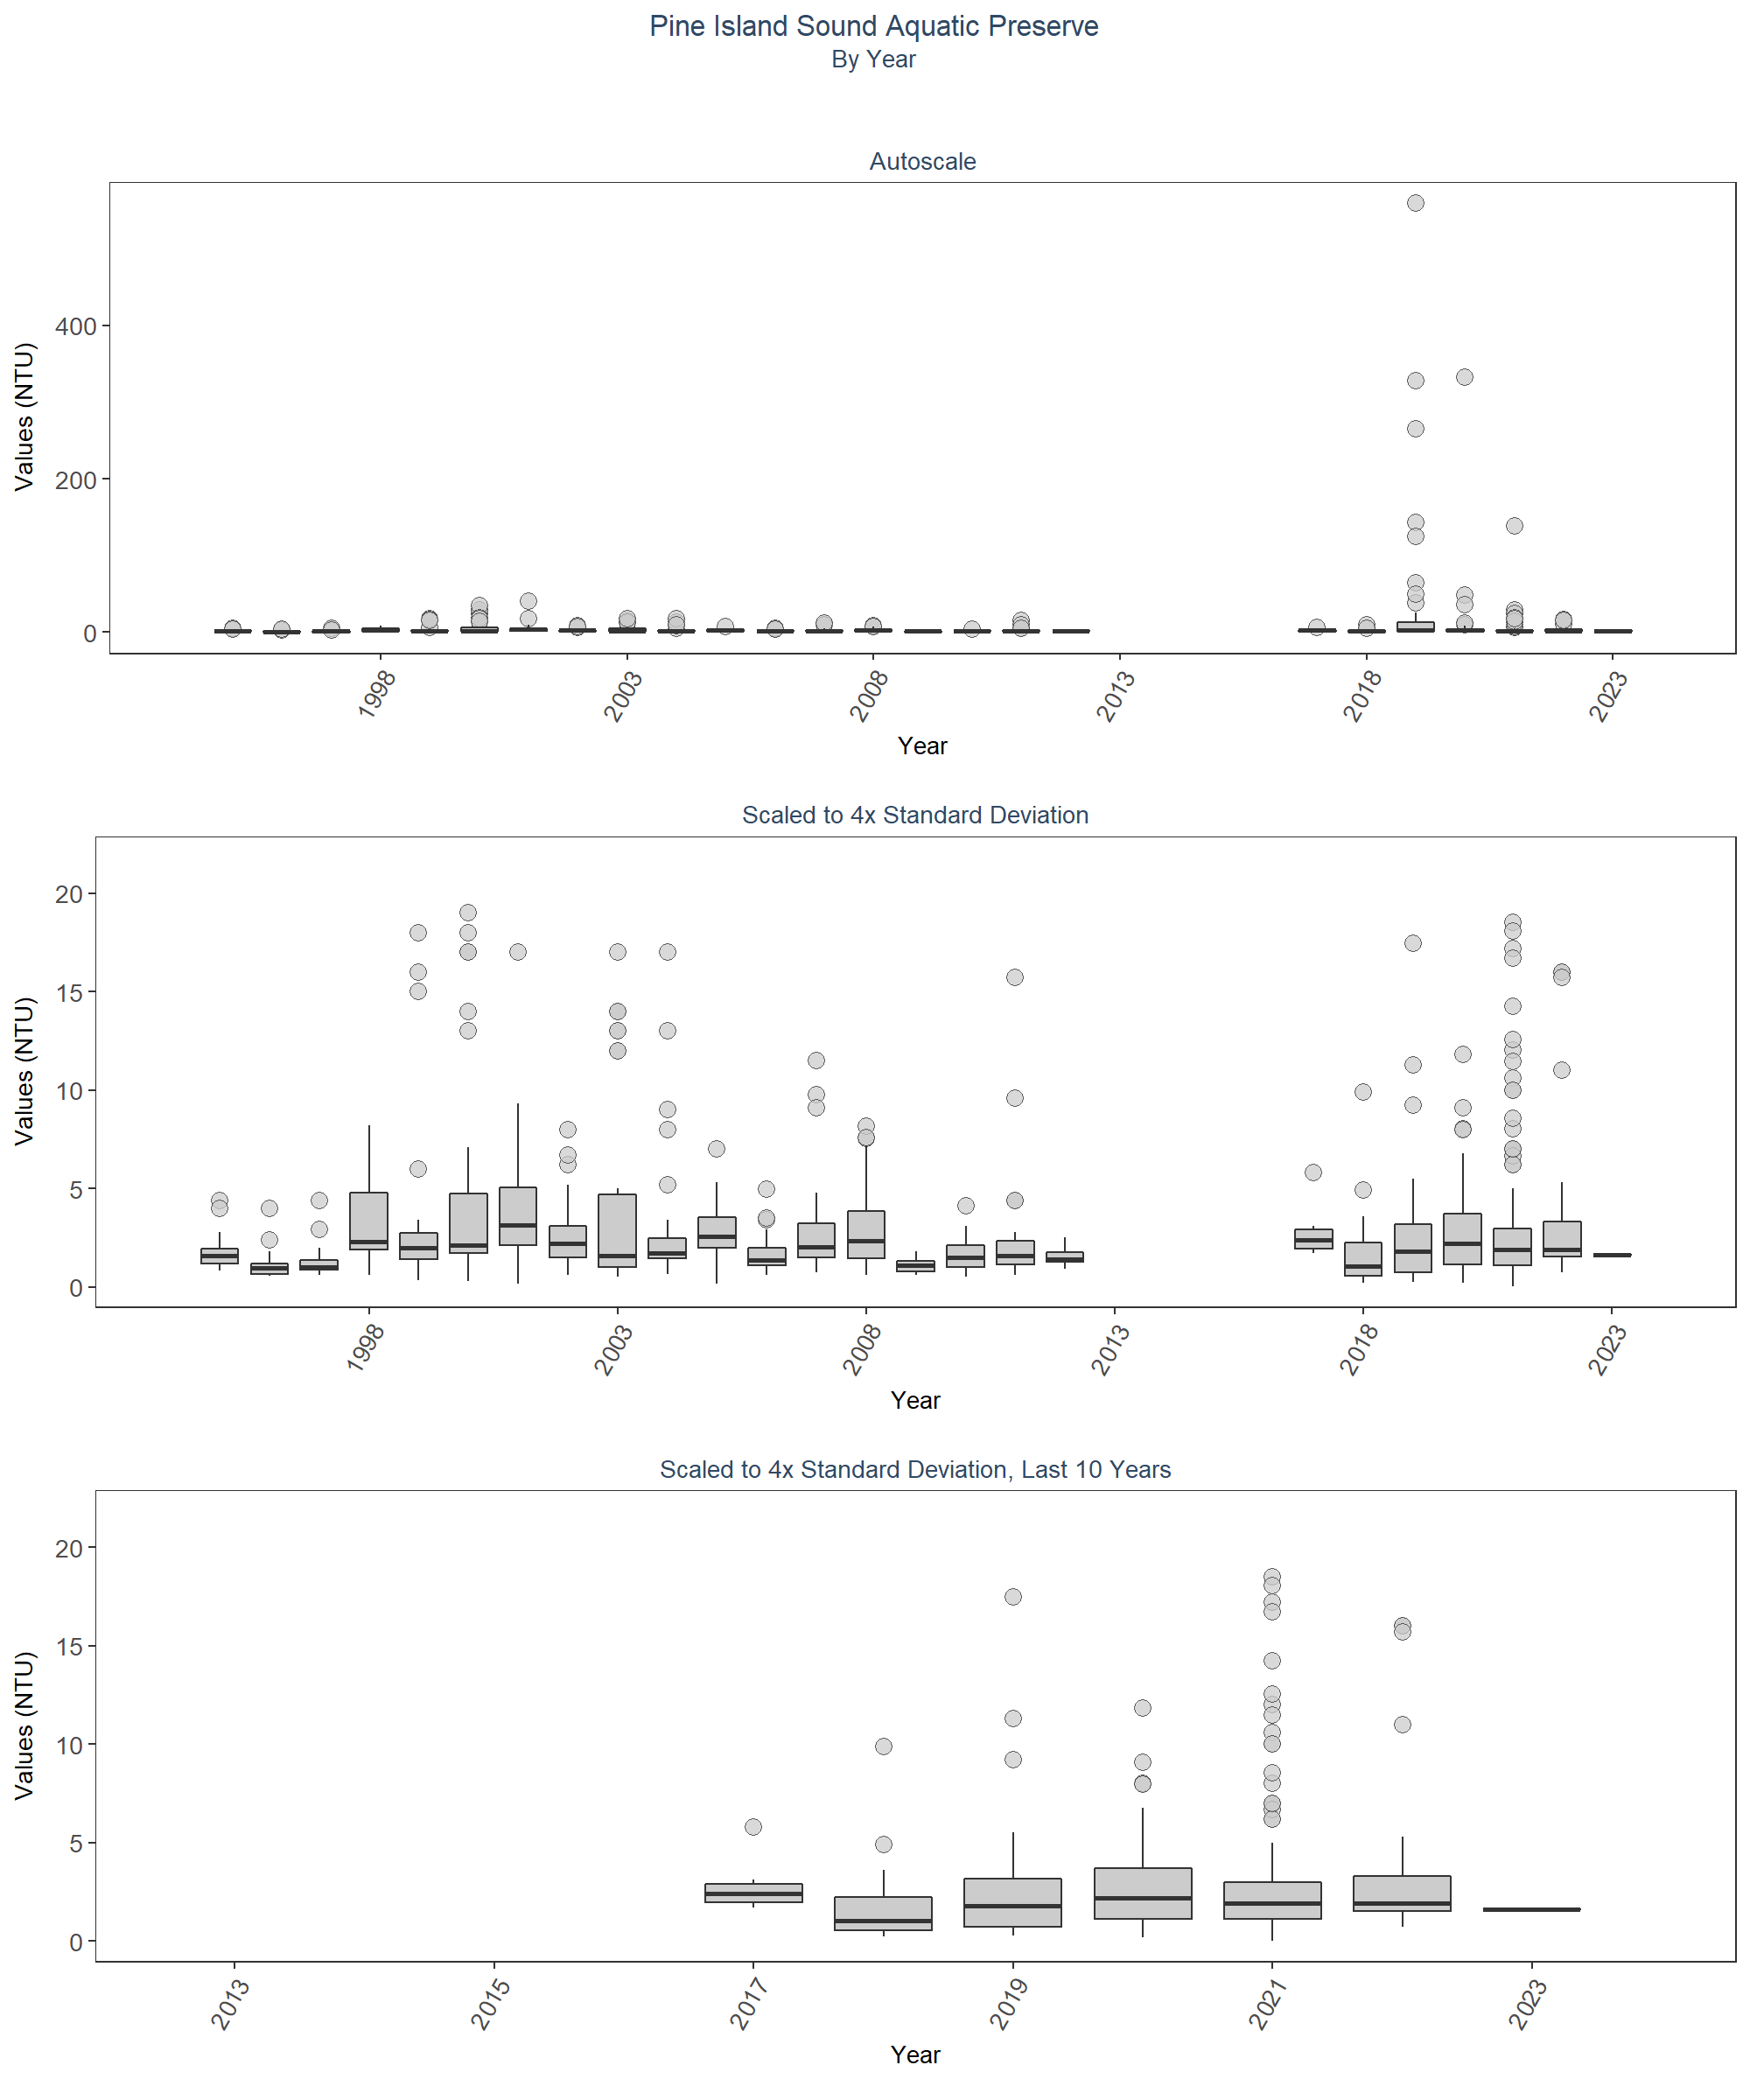 Pine Island Sound Aquatic Preserve
By Year
Autoscale
Values (NTU)
400
200
0
1998
2003
2008
2013
2018
2023
Year
Scaled to 4x Standard Deviation
Values (NTU)
20
15
10
5
0
1998
2003
2008
2013
2018
2023
Year
Scaled to 4x Standard Deviation, Last 10 Years
Values (NTU)
20
15
10
5
0
2013
2015
2017
2019
2021
2023
Year